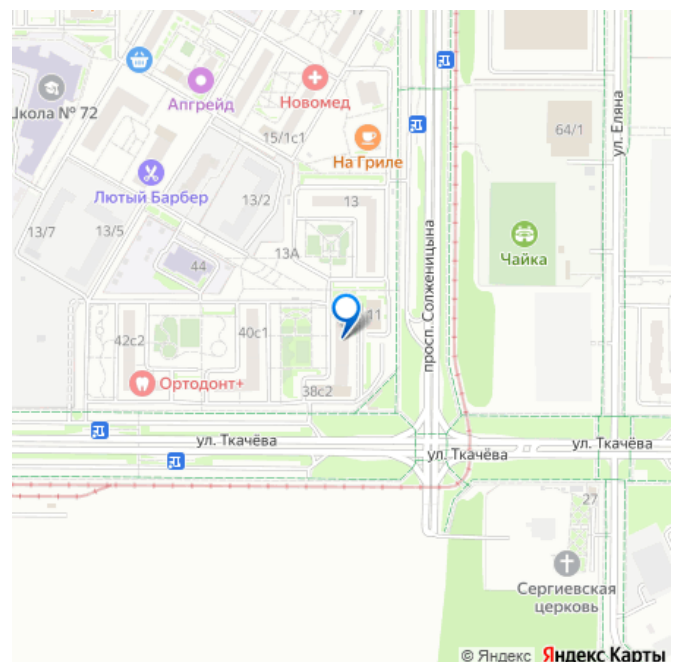 17
Школа № 72
Апгрейд
Новомед
15/1с1
На Гриле
64/1
ул. Еляна
Лютый Барбер
13/2
13
13/7
13/5
просп. Солженицына
Чайка
13А
44
11
42с2
40с1
Ортодонт+
38с2
ул. Ткачёва
ул. Ткачёва
ул. Ткачёва
27
Сергиевская
церковь
© Яндекс Яндекс Карты